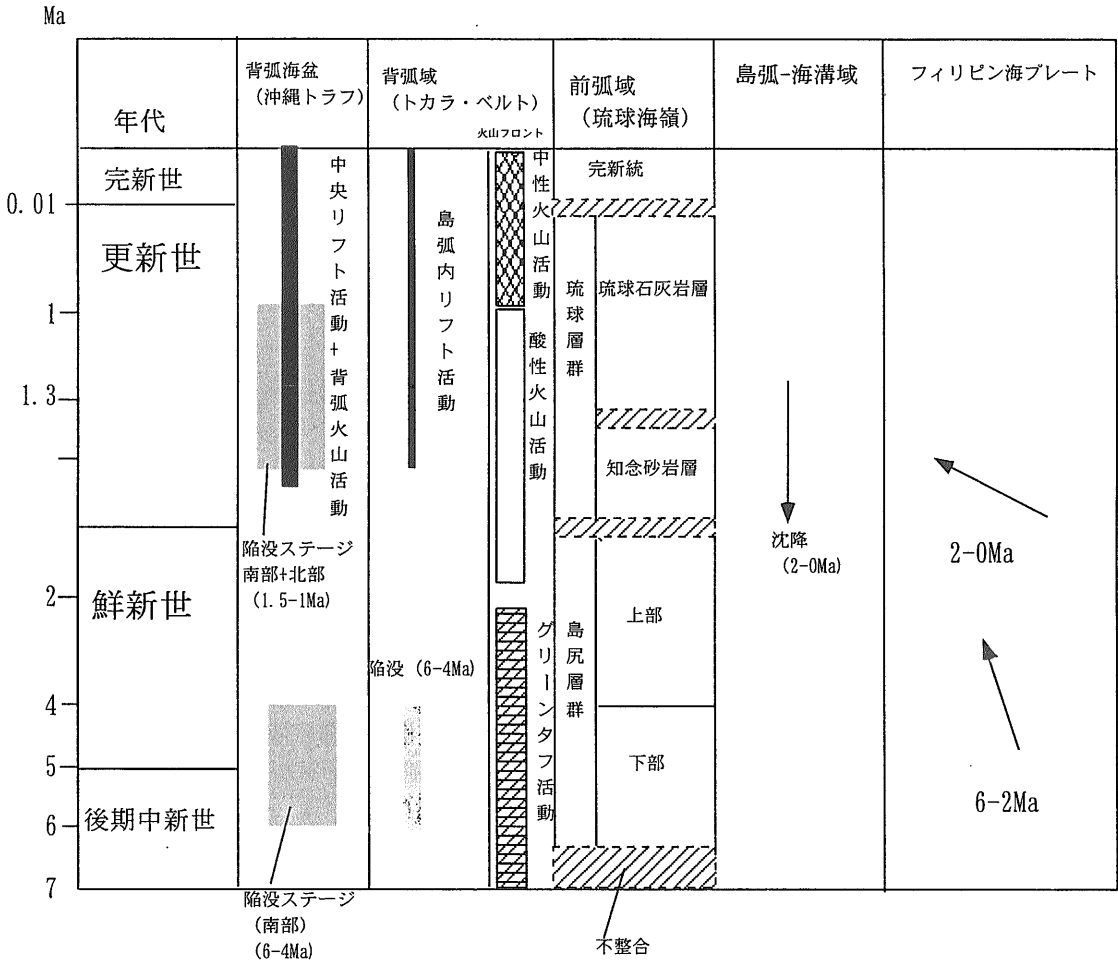 Ma
年代
背弧海盆
(沖縄トラフ)
背弧域
(トカラ・ベルト)
火山フロント
前弧域
(琉球海嶺)
島弧-海溝域
フィリピン海プレート
完新世
0.01
更新世
1
1.3
鮮新世
2
4
5
後期中新世
6
7
中央リフト活動+背弧火山活動
陥没ステージ
南部+北部
(1.5-1Ma)
陥没ステージ
(南部)
(6-4Ma)
島弧内リフト活動
陥没 (6-4Ma)
中性火山活動
酸性火山活動
グリーンタフ活動
完新統
琉球層群
琉球石灰岩層
知念砂岩層
島尻層群
上部
下部
不整合
沈降
(2-0Ma)
2-0Ma
6-2Ma